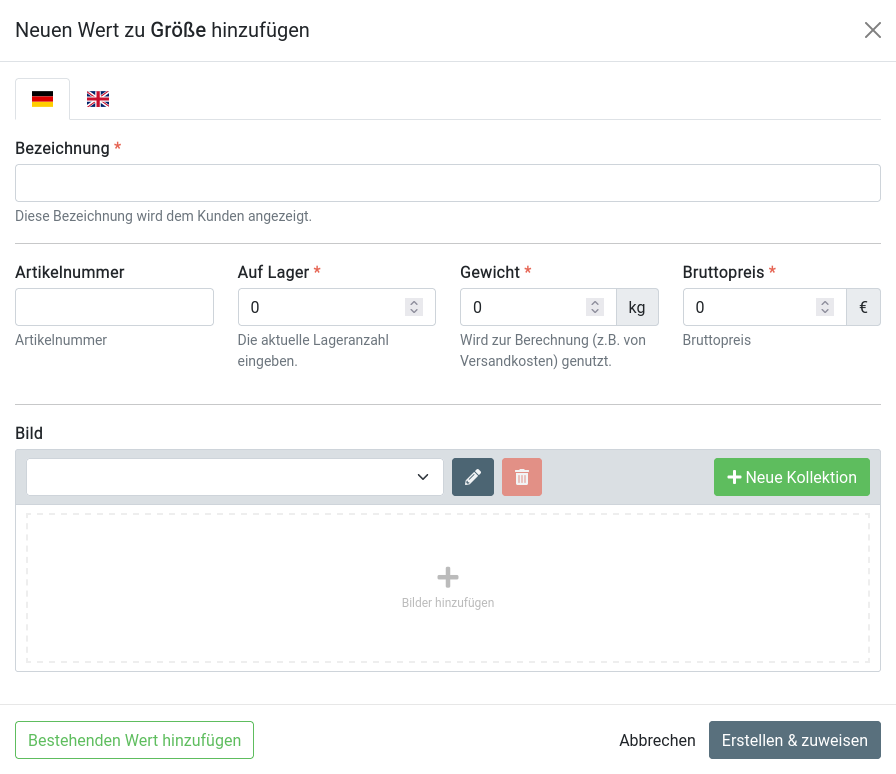 Neuen Wert zu Größe hinzufügen
Bezeichnung *
Diese Bezeichnung wird dem Kunden angezeigt.
Artikelnummer Auf Lager * Gewicht * Bruttopreis *
0 0 kg 0 €
Artikelnummer Die aktuelle Lageranzahl Wird zur Berechnung (z.B. von Bruttopreis
eingeben. Versandkosten) genutzt.
Bild
Neue Kollektion
Bilder hinzufügen
Bestehenden Wert hinzufügen Abbrechen Erstellen & zuweisen